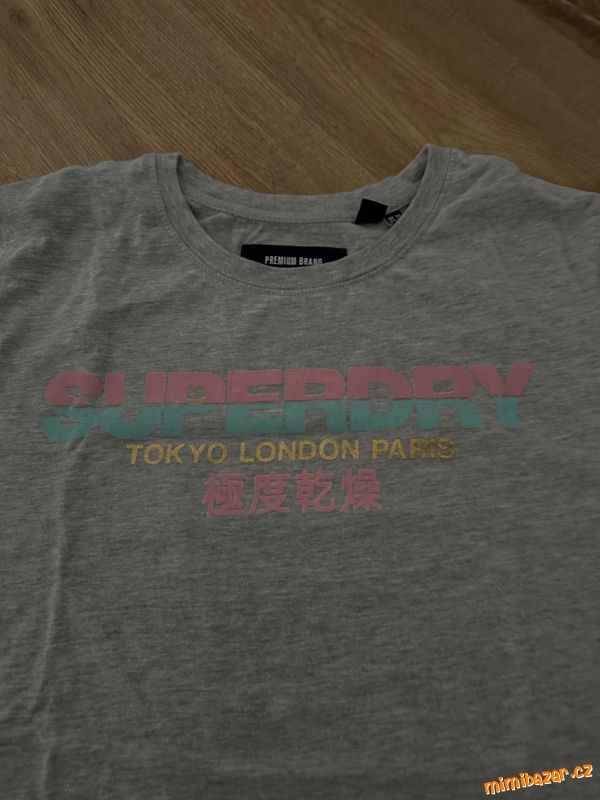 PREMIUM BRAND
SUPERDRY
TOKYO LONDON PARIS
極度乾燥
mimibazar.cz